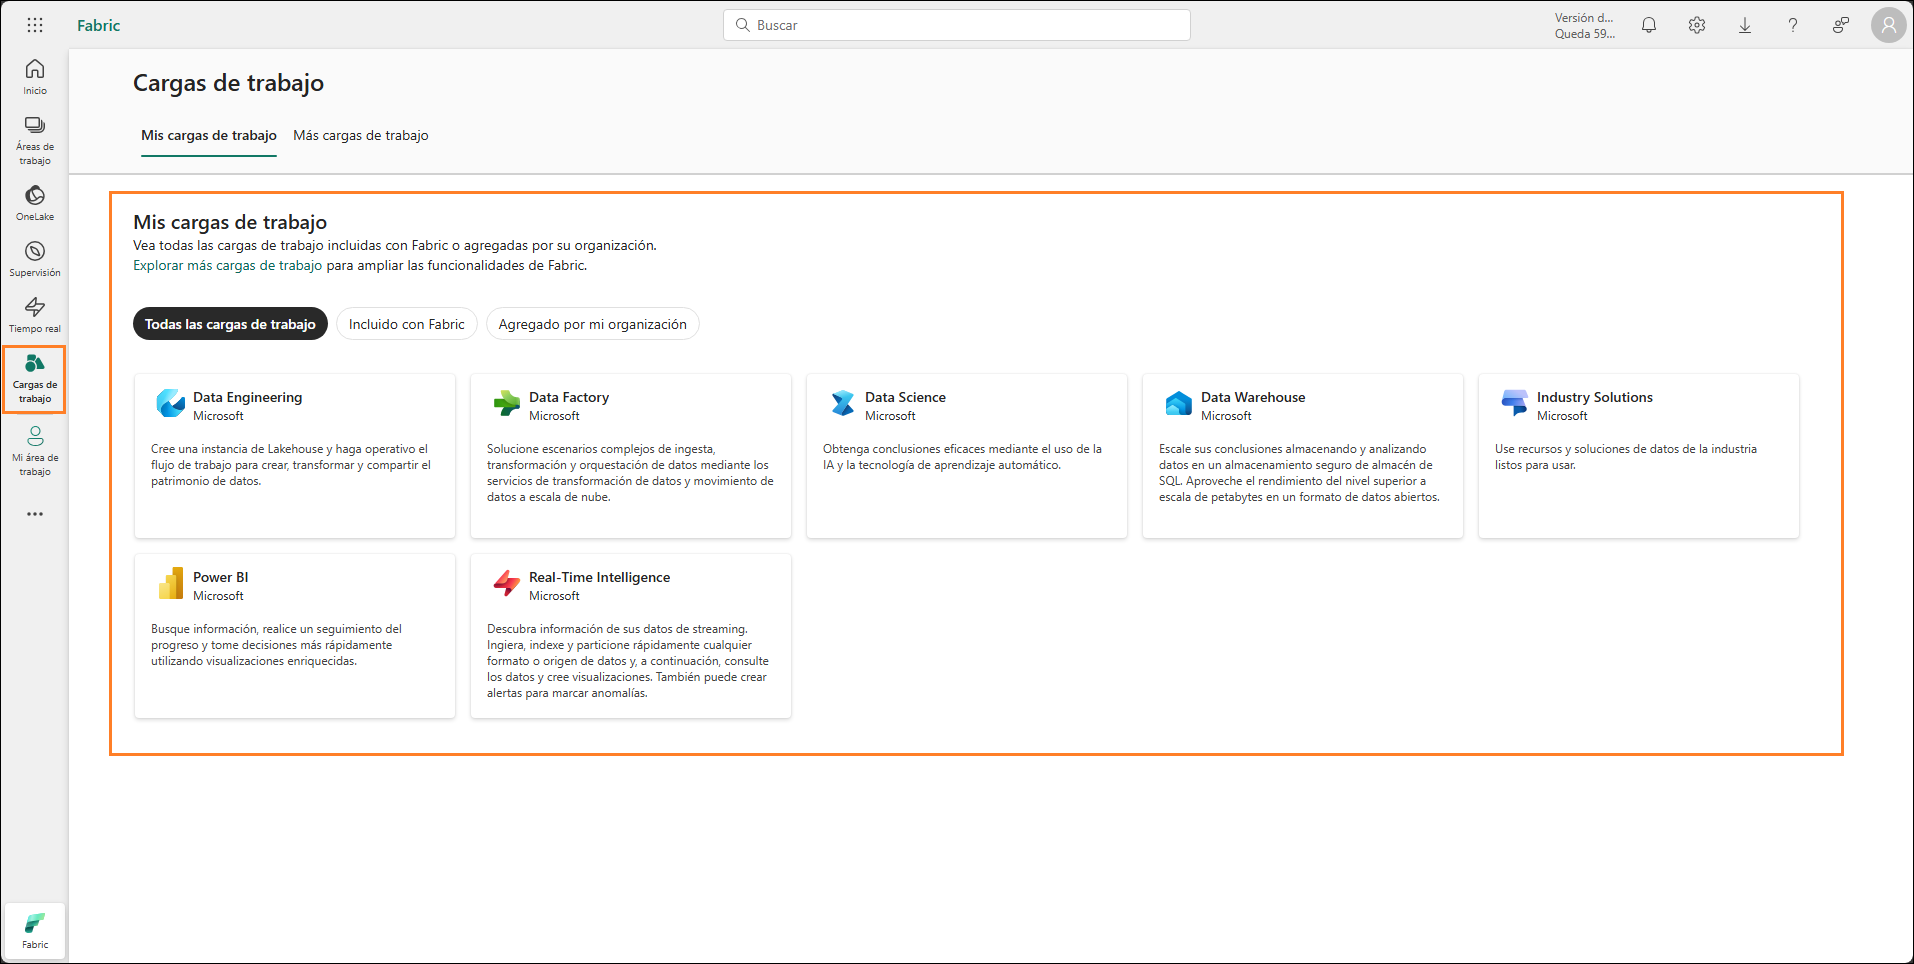 Fabric
Buscar
Versión d...
Queda 59...
Inicio
Áreas de
trabajo
OneLake
Supervisión
Tiempo real
Cargas de
trabajo
Mi área de
trabajo
Fabric
Cargas de trabajo
Mis cargas de trabajo
Más cargas de trabajo
Mis cargas de trabajo
Vea todas las cargas de trabajo incluidas con Fabric o agregadas por su organización.
Explorar más cargas de trabajo para ampliar las funcionalidades de Fabric.
Todas las cargas de trabajo
Incluido con Fabric
Agregado por mi organización
Data Engineering
Microsoft
Cree una instancia de Lakehouse y haga operativo el
flujo de trabajo para crear, transformar y compartir el
patrimonio de datos.
Data Factory
Microsoft
Solucione escenarios complejos de ingesta,
transformación y orquestación de datos mediante los
servicios de transformación de datos y movimiento de
datos a escala de nube.
Data Science
Microsoft
Obtenga conclusiones eficaces mediante el uso de la
IA y la tecnología de aprendizaje automático.
Data Warehouse
Microsoft
Escale sus conclusiones almacenando y analizando
datos en un almacenamiento seguro de almacén de
SQL. Aproveche el rendimiento del nivel superior a
escala de petabytes en un formato de datos abiertos.
Industry Solutions
Microsoft
Use recursos y soluciones de datos de la industria
listos para usar.
Power BI
Microsoft
Busque información, realice un seguimiento del
progreso y tome decisiones más rápidamente
utilizando visualizaciones enriquecidas.
Real-Time Intelligence
Microsoft
Descubra información de sus datos de streaming.
Ingiera, indexe y particione rápidamente cualquier
formato o origen de datos y, a continuación, consulte
los datos y cree visualizaciones. También puede crear
alertas para marcar anomalías.